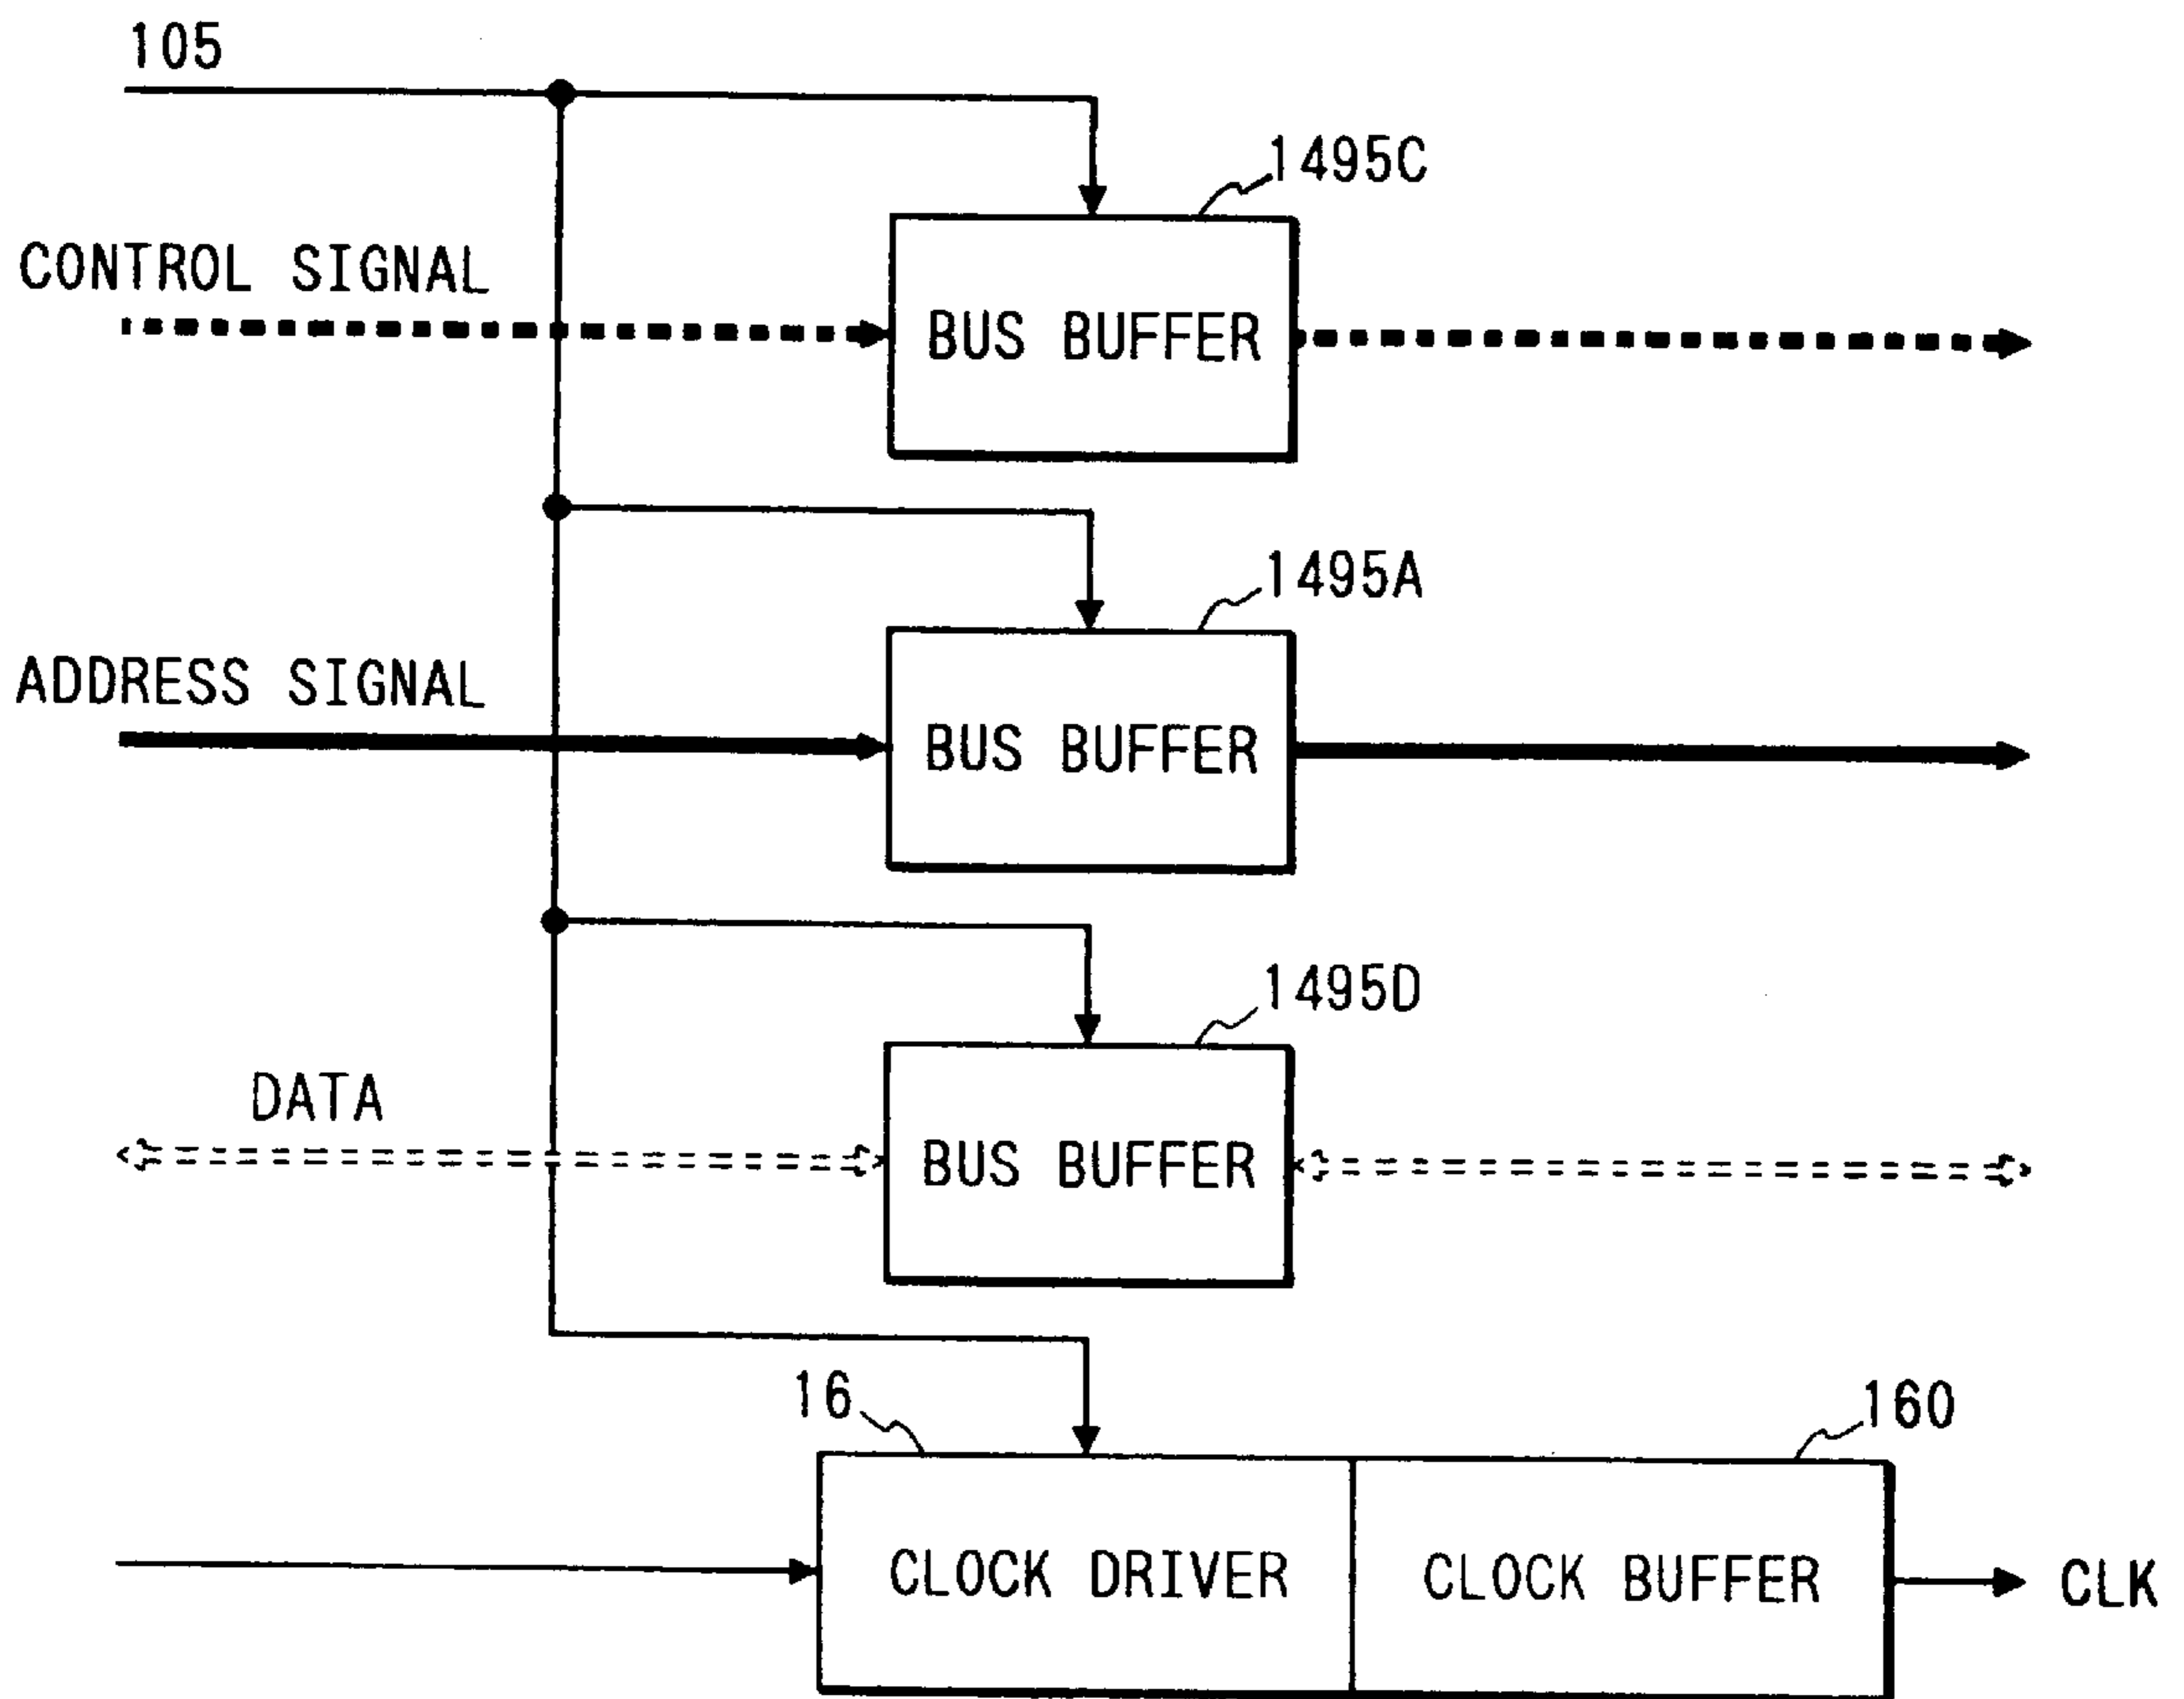 105
1495C
CONTROL SIGNAL
BUS BUFFER
1495A
ADDRESS SIGNAL
BUS BUFFER
1495D
DATA
BUS BUFFER
16
160
CLOCK DRIVER
CLOCK BUFFER
CLK